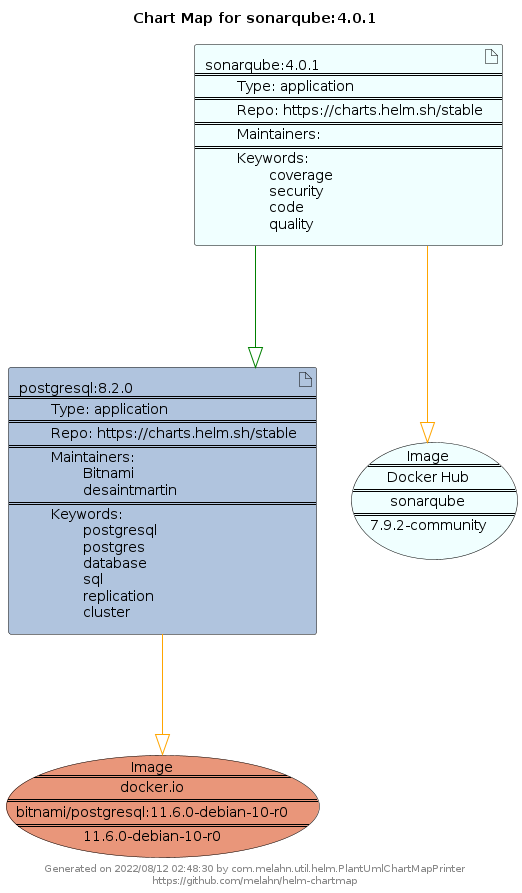 Chart Map for sonarqube:4.0.1
sonarqube:4.0.1
Type: application
Repo: https://charts.helm.sh/stable
Maintainers:
Keywords:
coverage
security
code
quality
postgresql:8.2.0
Type: application
Repo: https://charts.helm.sh/stable
Maintainers:
Bitnami
desaintmartin
Keywords:
postgresql
postgres
database
sql
replication
cluster
Image
Docker Hub
sonarqube
7.9.2-community
Image
docker.io
bitnami/postgresql:11.6.0-debian-10-r0
11.6.0-debian-10-r0
Generated on 2022/08/12 02:48:30 by com.melahn.util.helm.PlantUmlChartMapPrinter
https://github.com/melahn/helm-chartmap